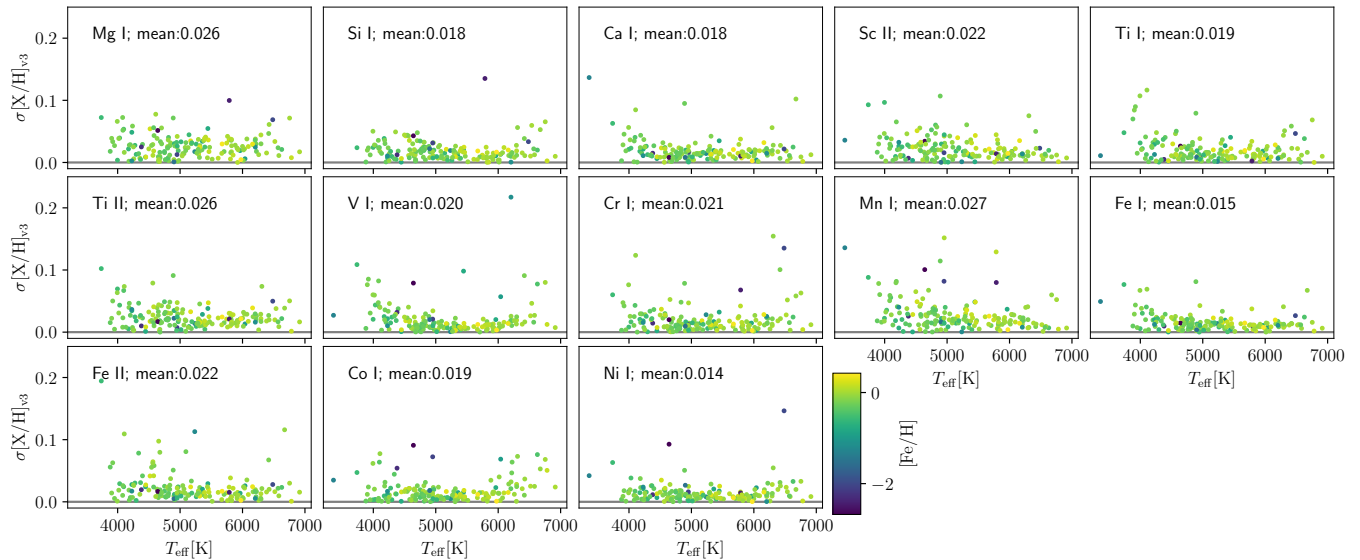 Mg I; mean:0.026
Si I; mean:0.018
Ca I; mean:0.018
Sc II; mean:0.022
Ti I; mean:0.019
0.2
0.1
0.0
σ[X/H]v3
Ti II; mean:0.026
V I; mean:0.020
Cr I; mean:0.021
Mn I; mean:0.027
Fe I; mean:0.015
0.2
0.1
0.0
σ[X/H]v3
4000 5000 6000 7000
Teff[K]
4000 5000 6000 7000
Teff[K]
Fe II; mean:0.022
Co I; mean:0.019
Ni I; mean:0.014
0.2
0.1
0.0
σ[X/H]v3
4000 5000 6000 7000
Teff[K]
4000 5000 6000 7000
Teff[K]
4000 5000 6000 7000
Teff[K]
0
−2
[Fe/H]